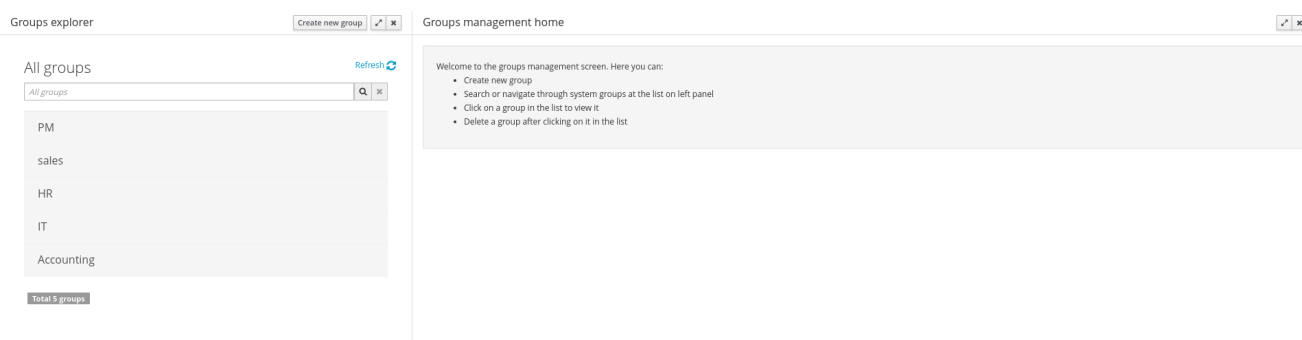 Groups explorer
Create new group
All groups
Refresh
All groups
PM
sales
HR
IT
Accounting
Total 5 groups
Groups management home
Welcome to the groups management screen. Here you can:
• Create new group
• Search or navigate through system groups at the list on left panel
• Click on a group in the list to view it
• Delete a group after clicking on it in the list